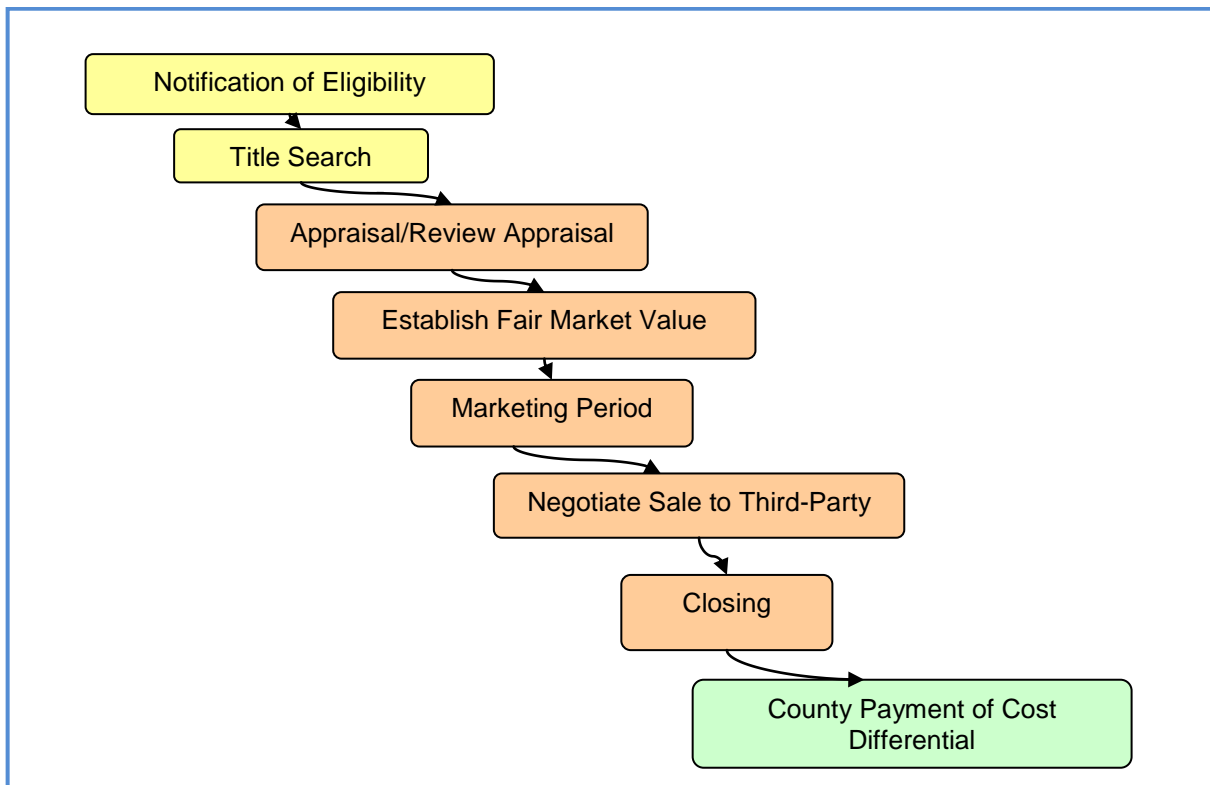 Notification of Eligibility
Title Search
Appraisal/Review Appraisal
Establish Fair Market Value
Marketing Period
Negotiate Sale to Third-Party
Closing
County Payment of Cost
Differential